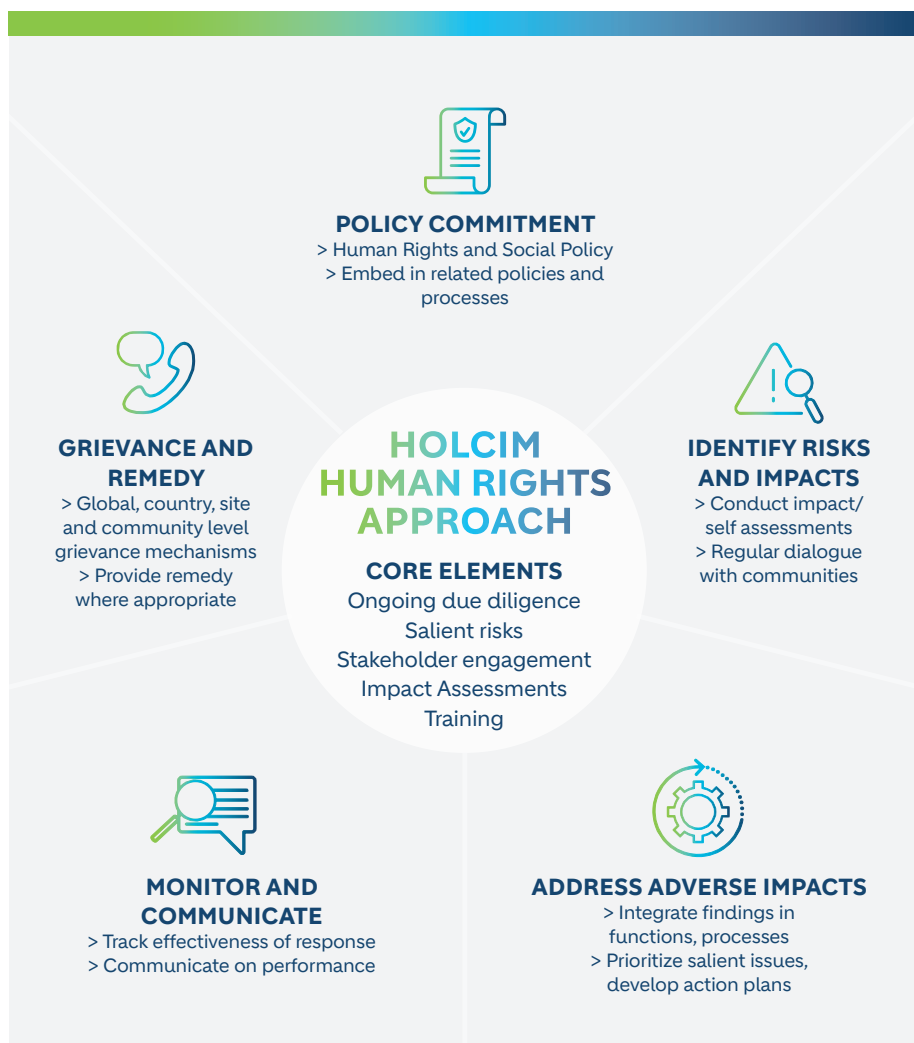 POLICY COMMITMENT
> Human Rights and Social Policy
> Embed in related policies and
processes
GRIEVANCE AND
REMEDY
> Global, country, site
and community level
grievance mechanisms
> Provide remedy
where appropriate
HOLCIM
HUMAN RIGHTS
APPROACH
CORE ELEMENTS
Ongoing due diligence
Salient risks
Stakeholder engagement
Impact Assessments
Training
IDENTIFY RISKS
AND IMPACTS
> Conduct impact/
self assessments
> Regular dialogue
with communities
MONITOR AND
COMMUNICATE
> Track effectiveness of response
> Communicate on performance
ADDRESS ADVERSE IMPACTS
> Integrate findings in
functions, processes
> Prioritize salient issues,
develop action plans